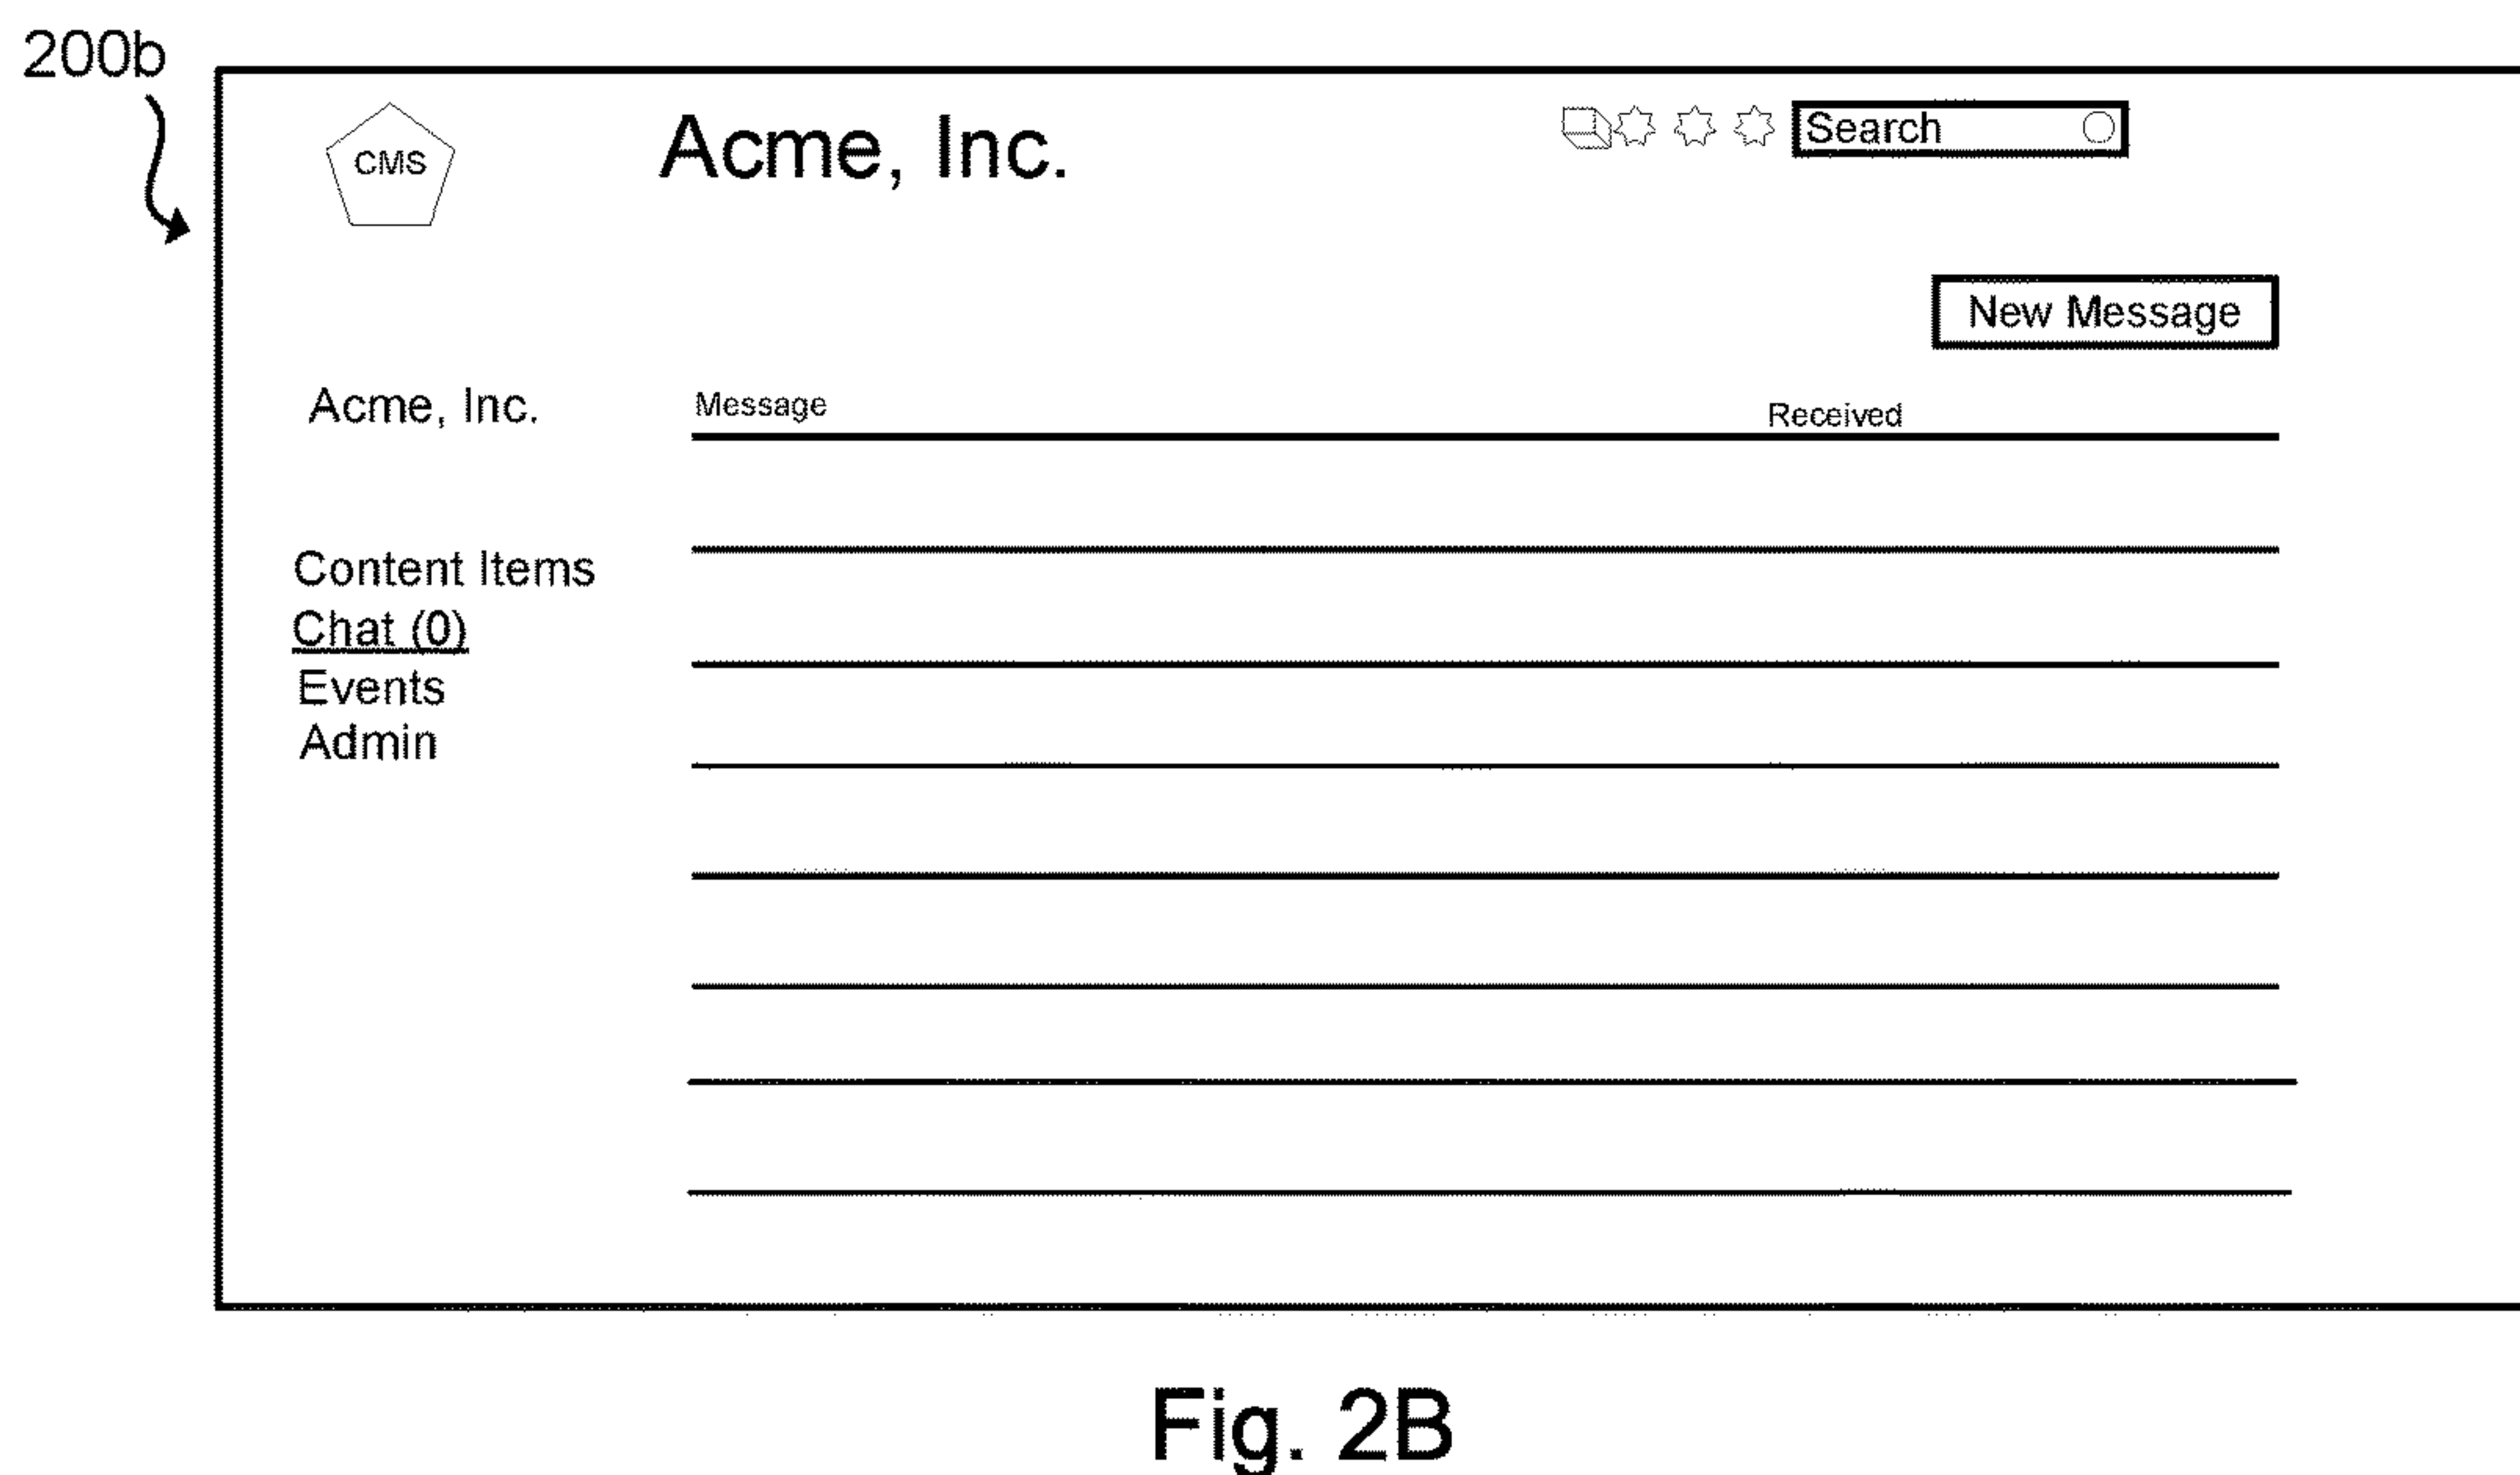 200b
CMS
Acme, Inc.
Search
New Message
Acme, Inc.
Message
Received
Content Items
Chat (0)
Events
Admin
Fig. 2B